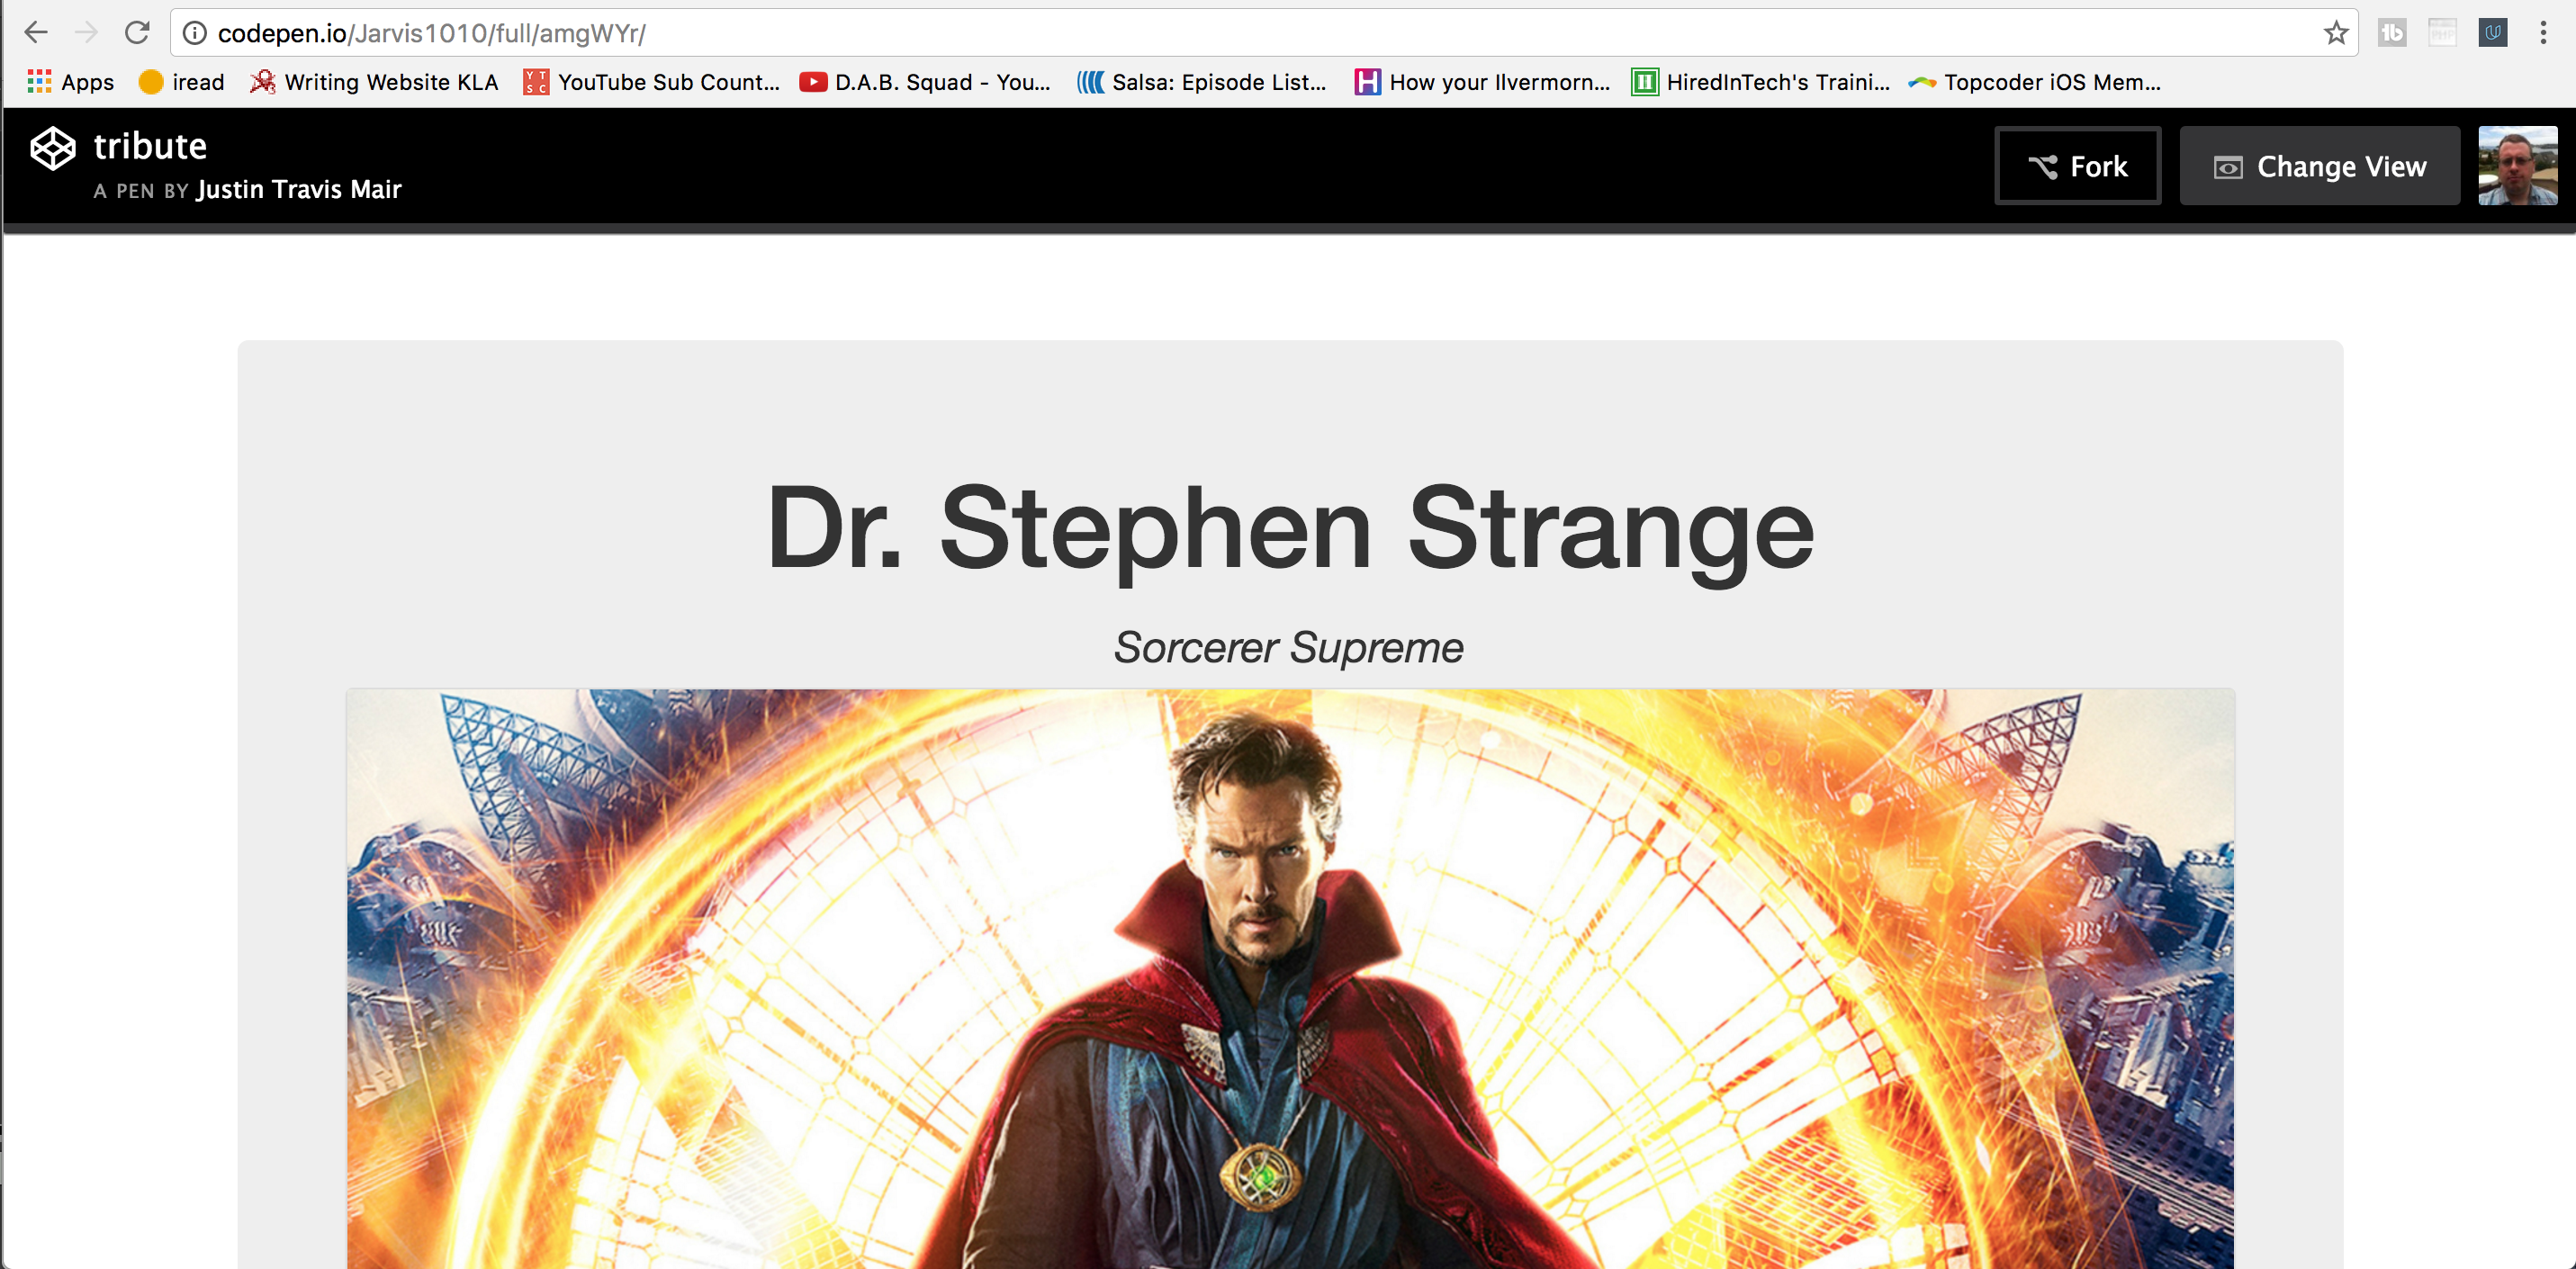 codepen.io/Jarvis1010/full/amgWYr/
Apps iread Writing Website KLA YT SC YouTube Sub Count... D.A.B. Squad - You... Salsa: Episode List... H How your Ilvermorn... HiredInTech's Traini... Topcoder iOS Mem...
tribute
A PEN BY Justin Travis Mair
Fork Change View
Dr. Stephen Strange
Sorcerer Supreme